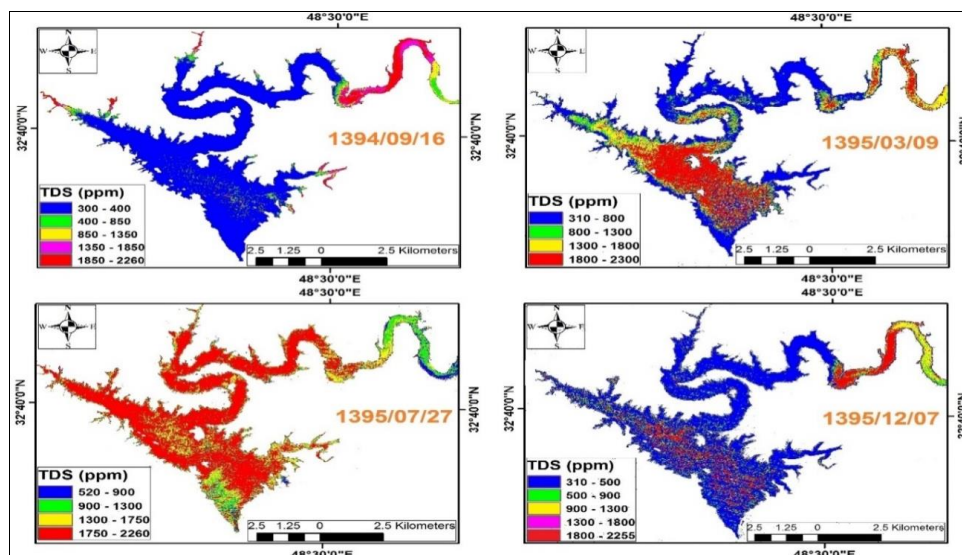 48°30'0"E
48°30'0"E
N
W E
S
32°40'0"N
1394/09/16
TDS (ppm)
300 - 400
400 - 850
850 - 1350
1350 - 1850
1850 - 2260
2.5 1.25 0 2.5 Kilometers
48°30'0"E
N
W E
S
32°40'0"N
1395/03/09
TDS (ppm)
310 - 800
800 - 1300
1300 - 1800
1800 - 2300
2.5 1.25 0 2.5 Kilometers
48°30'0"E
48°30'0"E
N
W E
S
32°40'0"N
1395/07/27
TDS (ppm)
520 - 900
900 - 1300
1300 - 1750
1750 - 2260
2.5 1.25 0 2.5 Kilometers
48°30'0"E
N
W E
S
32°40'0"N
32°40'0"N
1395/12/07
TDS (ppm)
310 - 500
500 - 900
900 - 1300
1300 - 1800
1800 - 2255
2.5 1.25 0 2.5 Kilometers
48°30'0"E
48°30'0"E